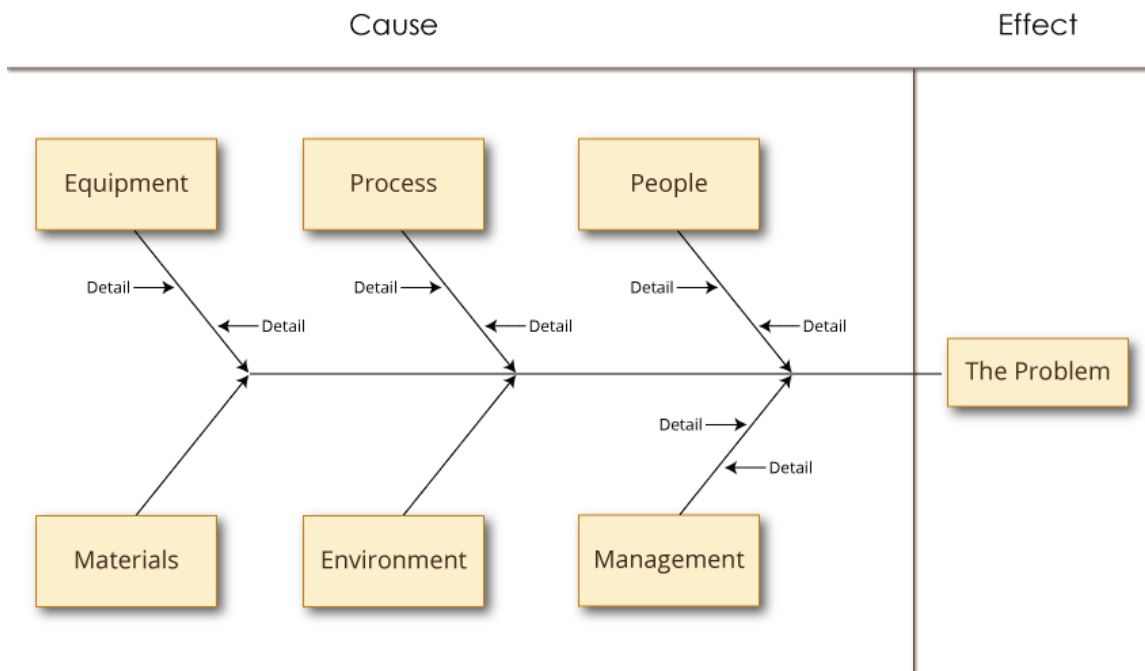 Cause
Effect
Equipment
Process
People
Detail
Detail
Detail
Detail
Detail
Detail
The Problem
Detail
Detail
Materials
Environment
Management